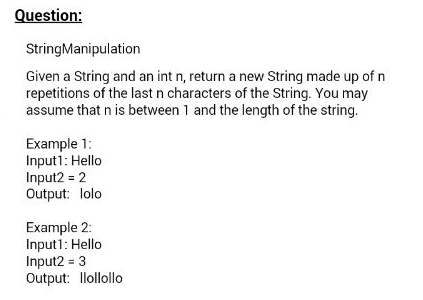 Question:
StringManipulation
Given a String and an int n, return a new String made up of n
repetitions of the last n characters of the String. You may
assume that n is between 1 and the length of the string.
Example 1:
Input1: Hello
Input2 = 2
Output: lolo
Example 2:
Input1: Hello
Input2 = 3
Output: llollollo